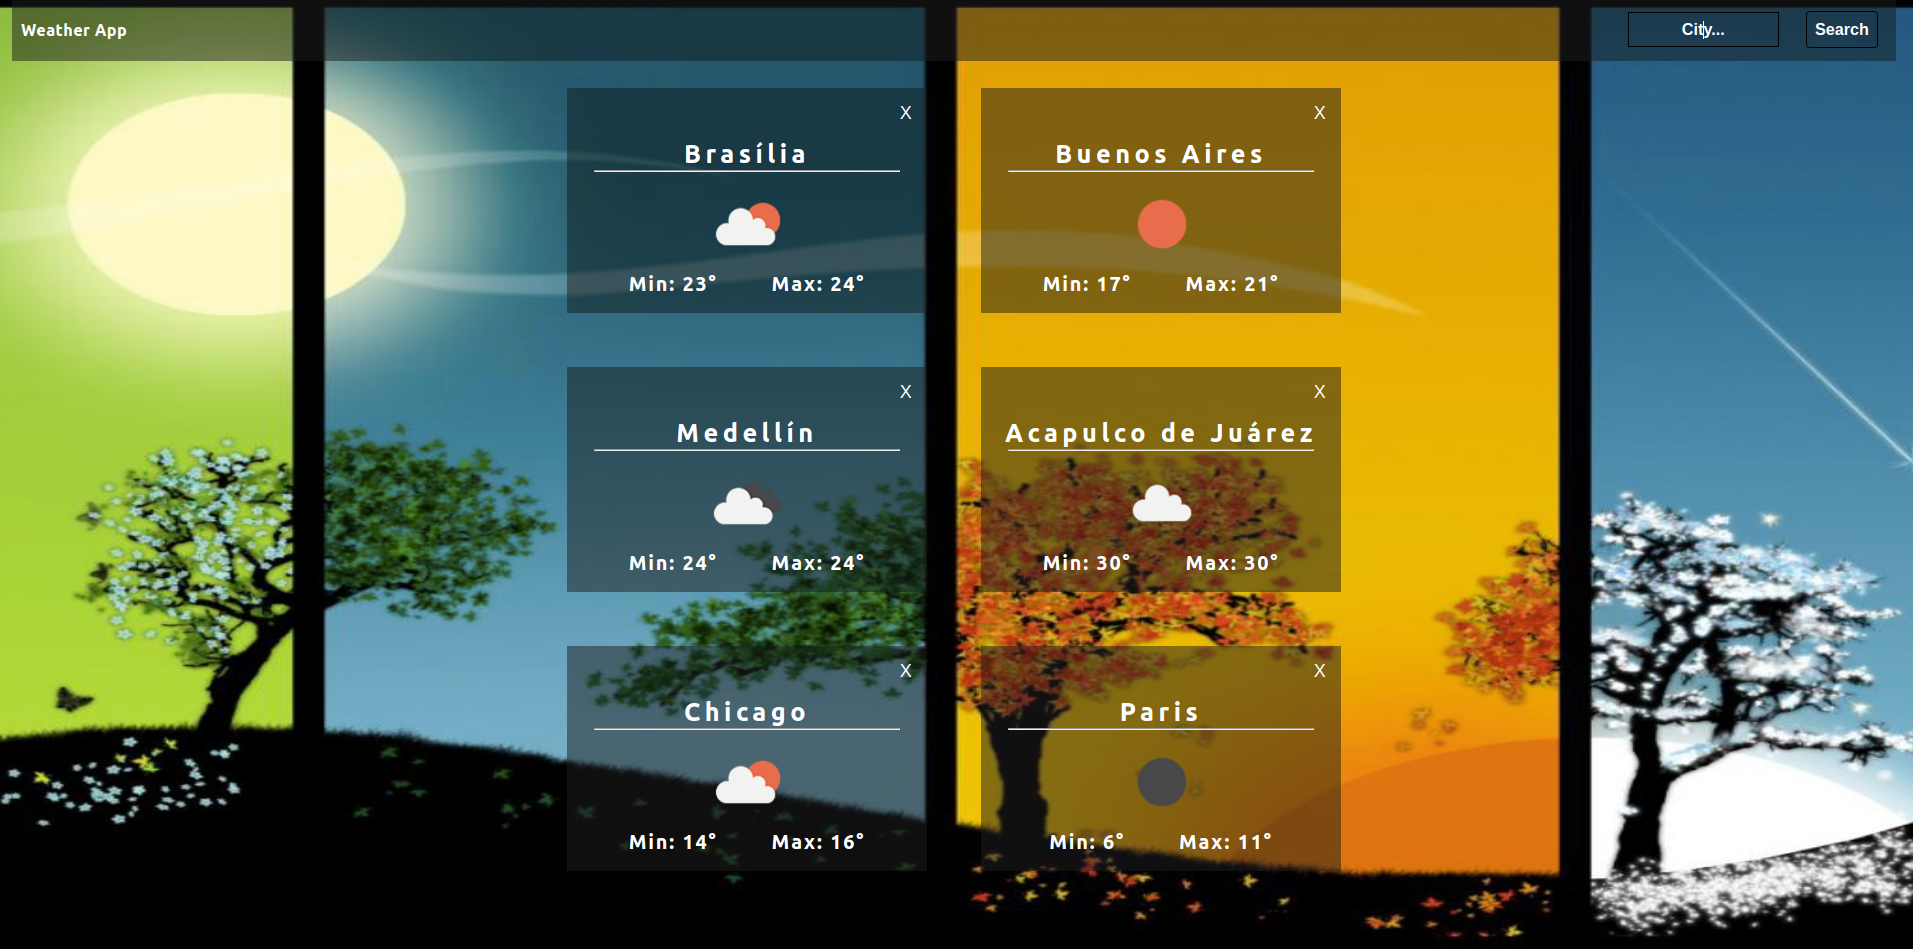 Weather App
City...
Search
X
Brasília
Min: 23° Max: 24°
X
Buenos Aires
Min: 17° Max: 21°
X
Medellín
Min: 24° Max: 24°
X
Acapulco de Juárez
Min: 30° Max: 30°
X
Chicago
Min: 14° Max: 16°
X
Paris
Min: 6° Max: 11°